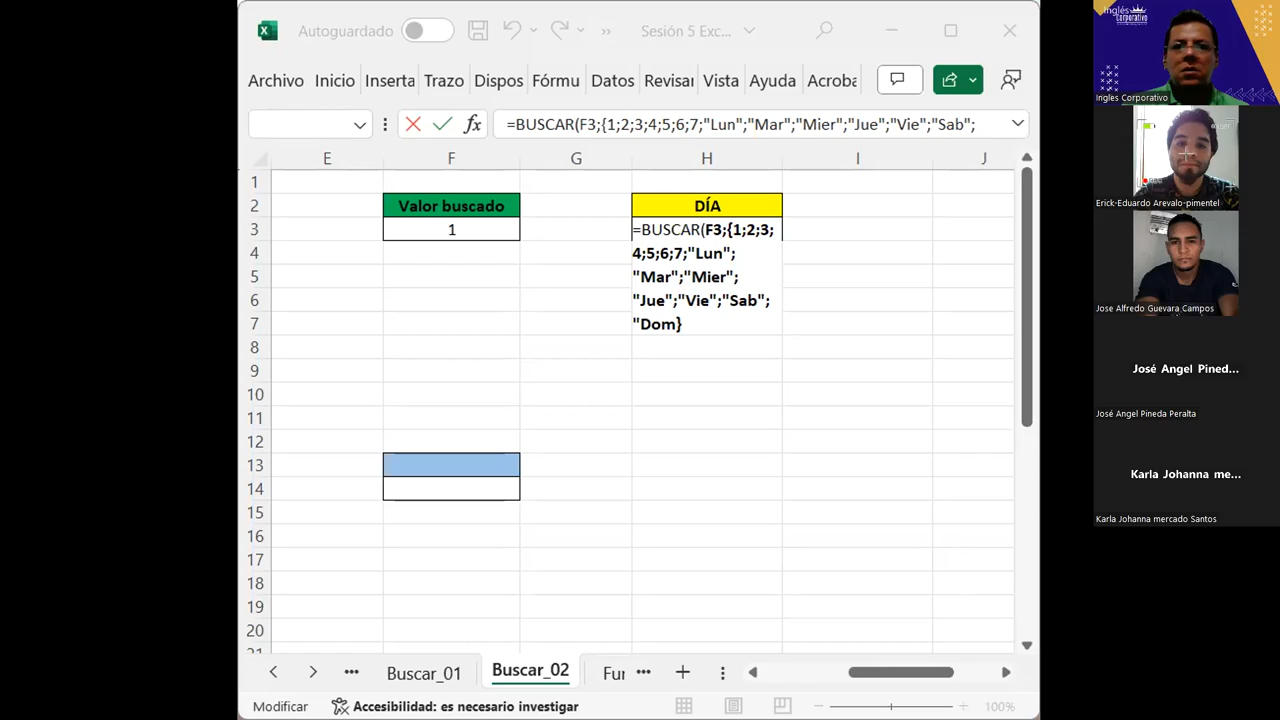 Autoguardado
Sesión 5 Exc...
Archivo Inicio Inserta Trazo Dispos Fórmu Datos Revisar Vista Ayuda Acroba
fx =BUSCAR(F3;{1;2;3;4;5;6;7;"Lun";"Mar";"Mier";"Jue";"Vie";"Sab";
E F G H I J
1
2 Valor buscado DÍA
3 1 =BUSCAR(F3;{1;2;3;
4 4;5;6;7;"Lun";
5 "Mar";"Mier";
6 "Jue";"Vie";"Sab";
7 "Dom}
8
9
10
11
12
13
14
15
16
17
18
19
20
21
Buscar_01 Buscar_02 Fur
Modificar Accesibilidad: es necesario investigar 100%
Inglés
Corporativo
Ingles Corporativo
Erick-Eduardo Arevalo-pimentel
Jose Alfredo Guevara Campos
José Angel Pined...
José Angel Pineda Peralta
Karla Johanna me...
Karla Johanna mercado Santos